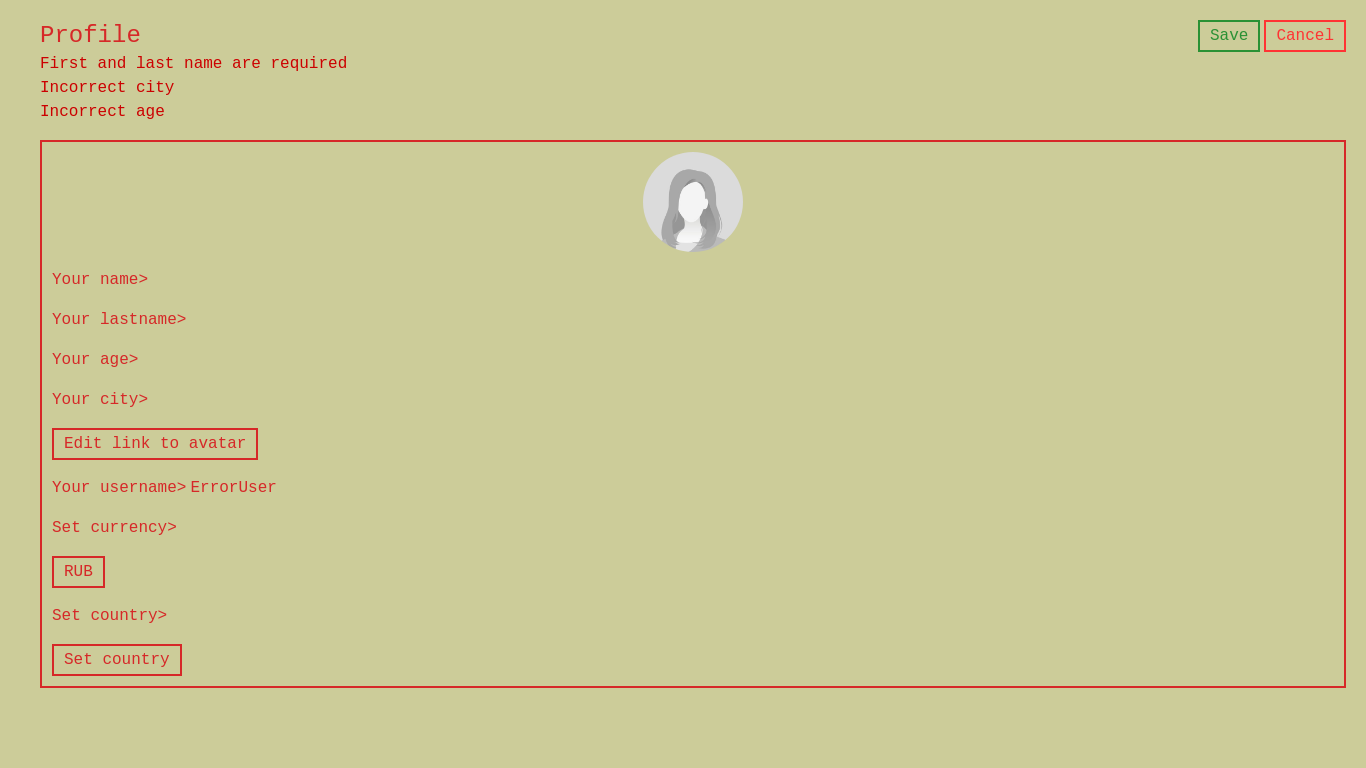 Profile
Save
Cancel
First and last name are required
Incorrect city
Incorrect age
Your name>
Your lastname>
Your age>
Your city>
Edit link to avatar
Your username> ErrorUser
Set currency>
RUB
Set country>
Set country